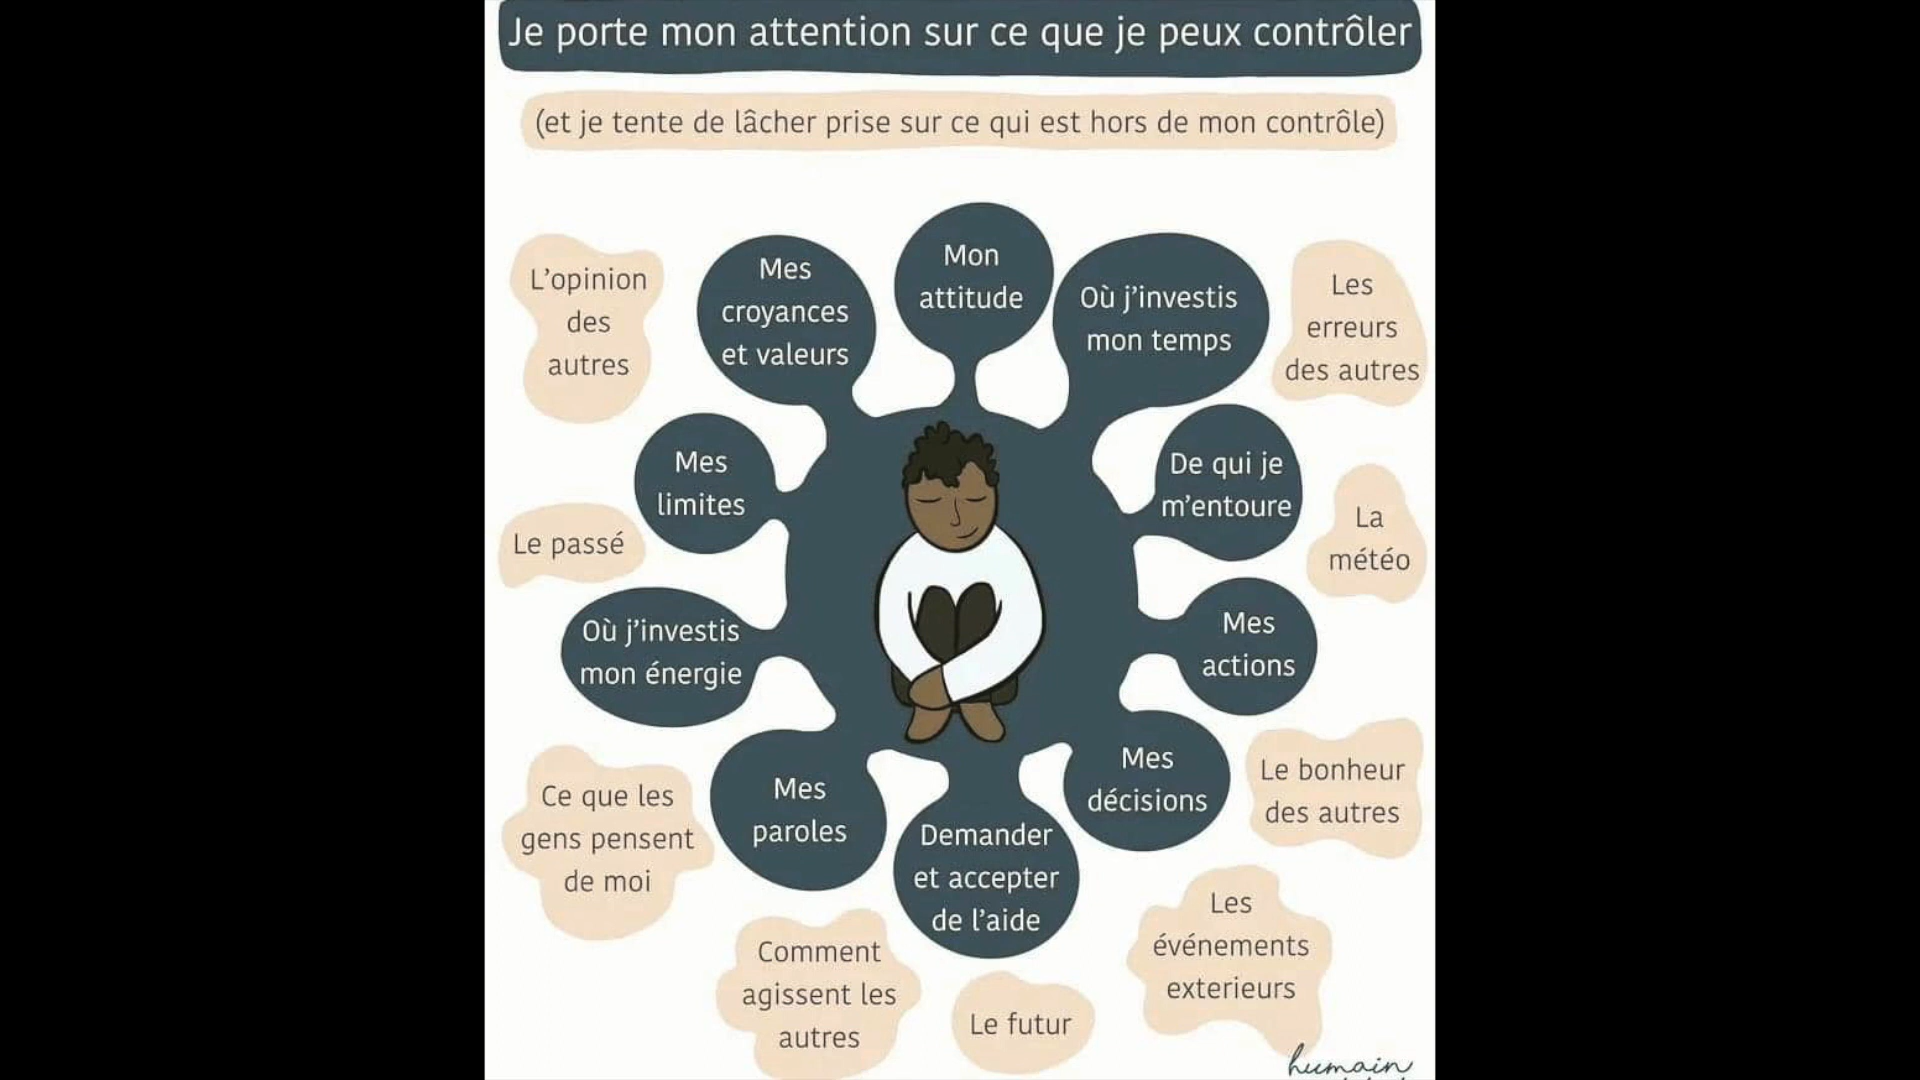 Je porte mon attention sur ce que je peux contrôler
(et je tente de lâcher prise sur ce qui est hors de mon contrôle)
L'opinion
des
autres
Mes
croyances
et valeurs
Mon
attitude
Où j'investis
mon temps
Les
erreurs
des autres
Mes
limites
De qui je
m'entoure
Le passé
La
météo
Où j'investis
mon énergie
Mes
actions
Ce que les
gens pensent
de moi
Mes
paroles
Demander
et accepter
de l'aide
Mes
décisions
Le bonheur
des autres
Comment
agissent les
autres
Le futur
Les
événements
exterieurs
humain